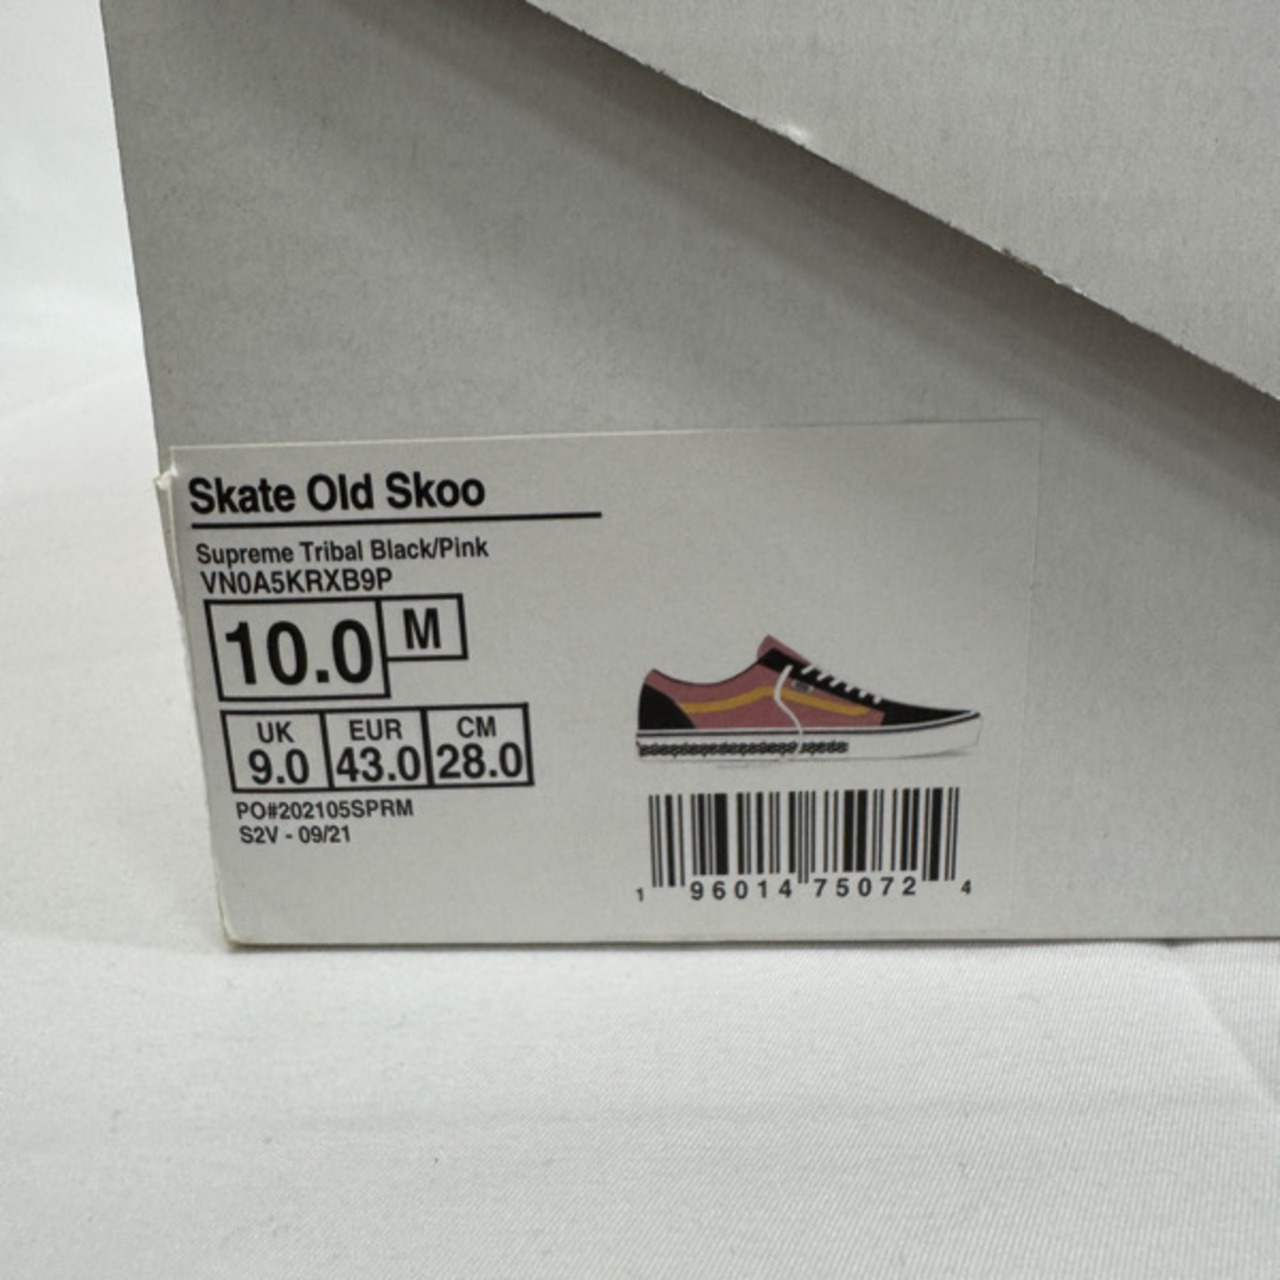 Skate Old Skoo
Supreme Tribal Black/Pink
VN0A5KRXB9P
10.0 M
UK EUR CM
9.0 43.0 28.0
PO#202105SPRM
S2V - 09/21
1 96014 75072 4